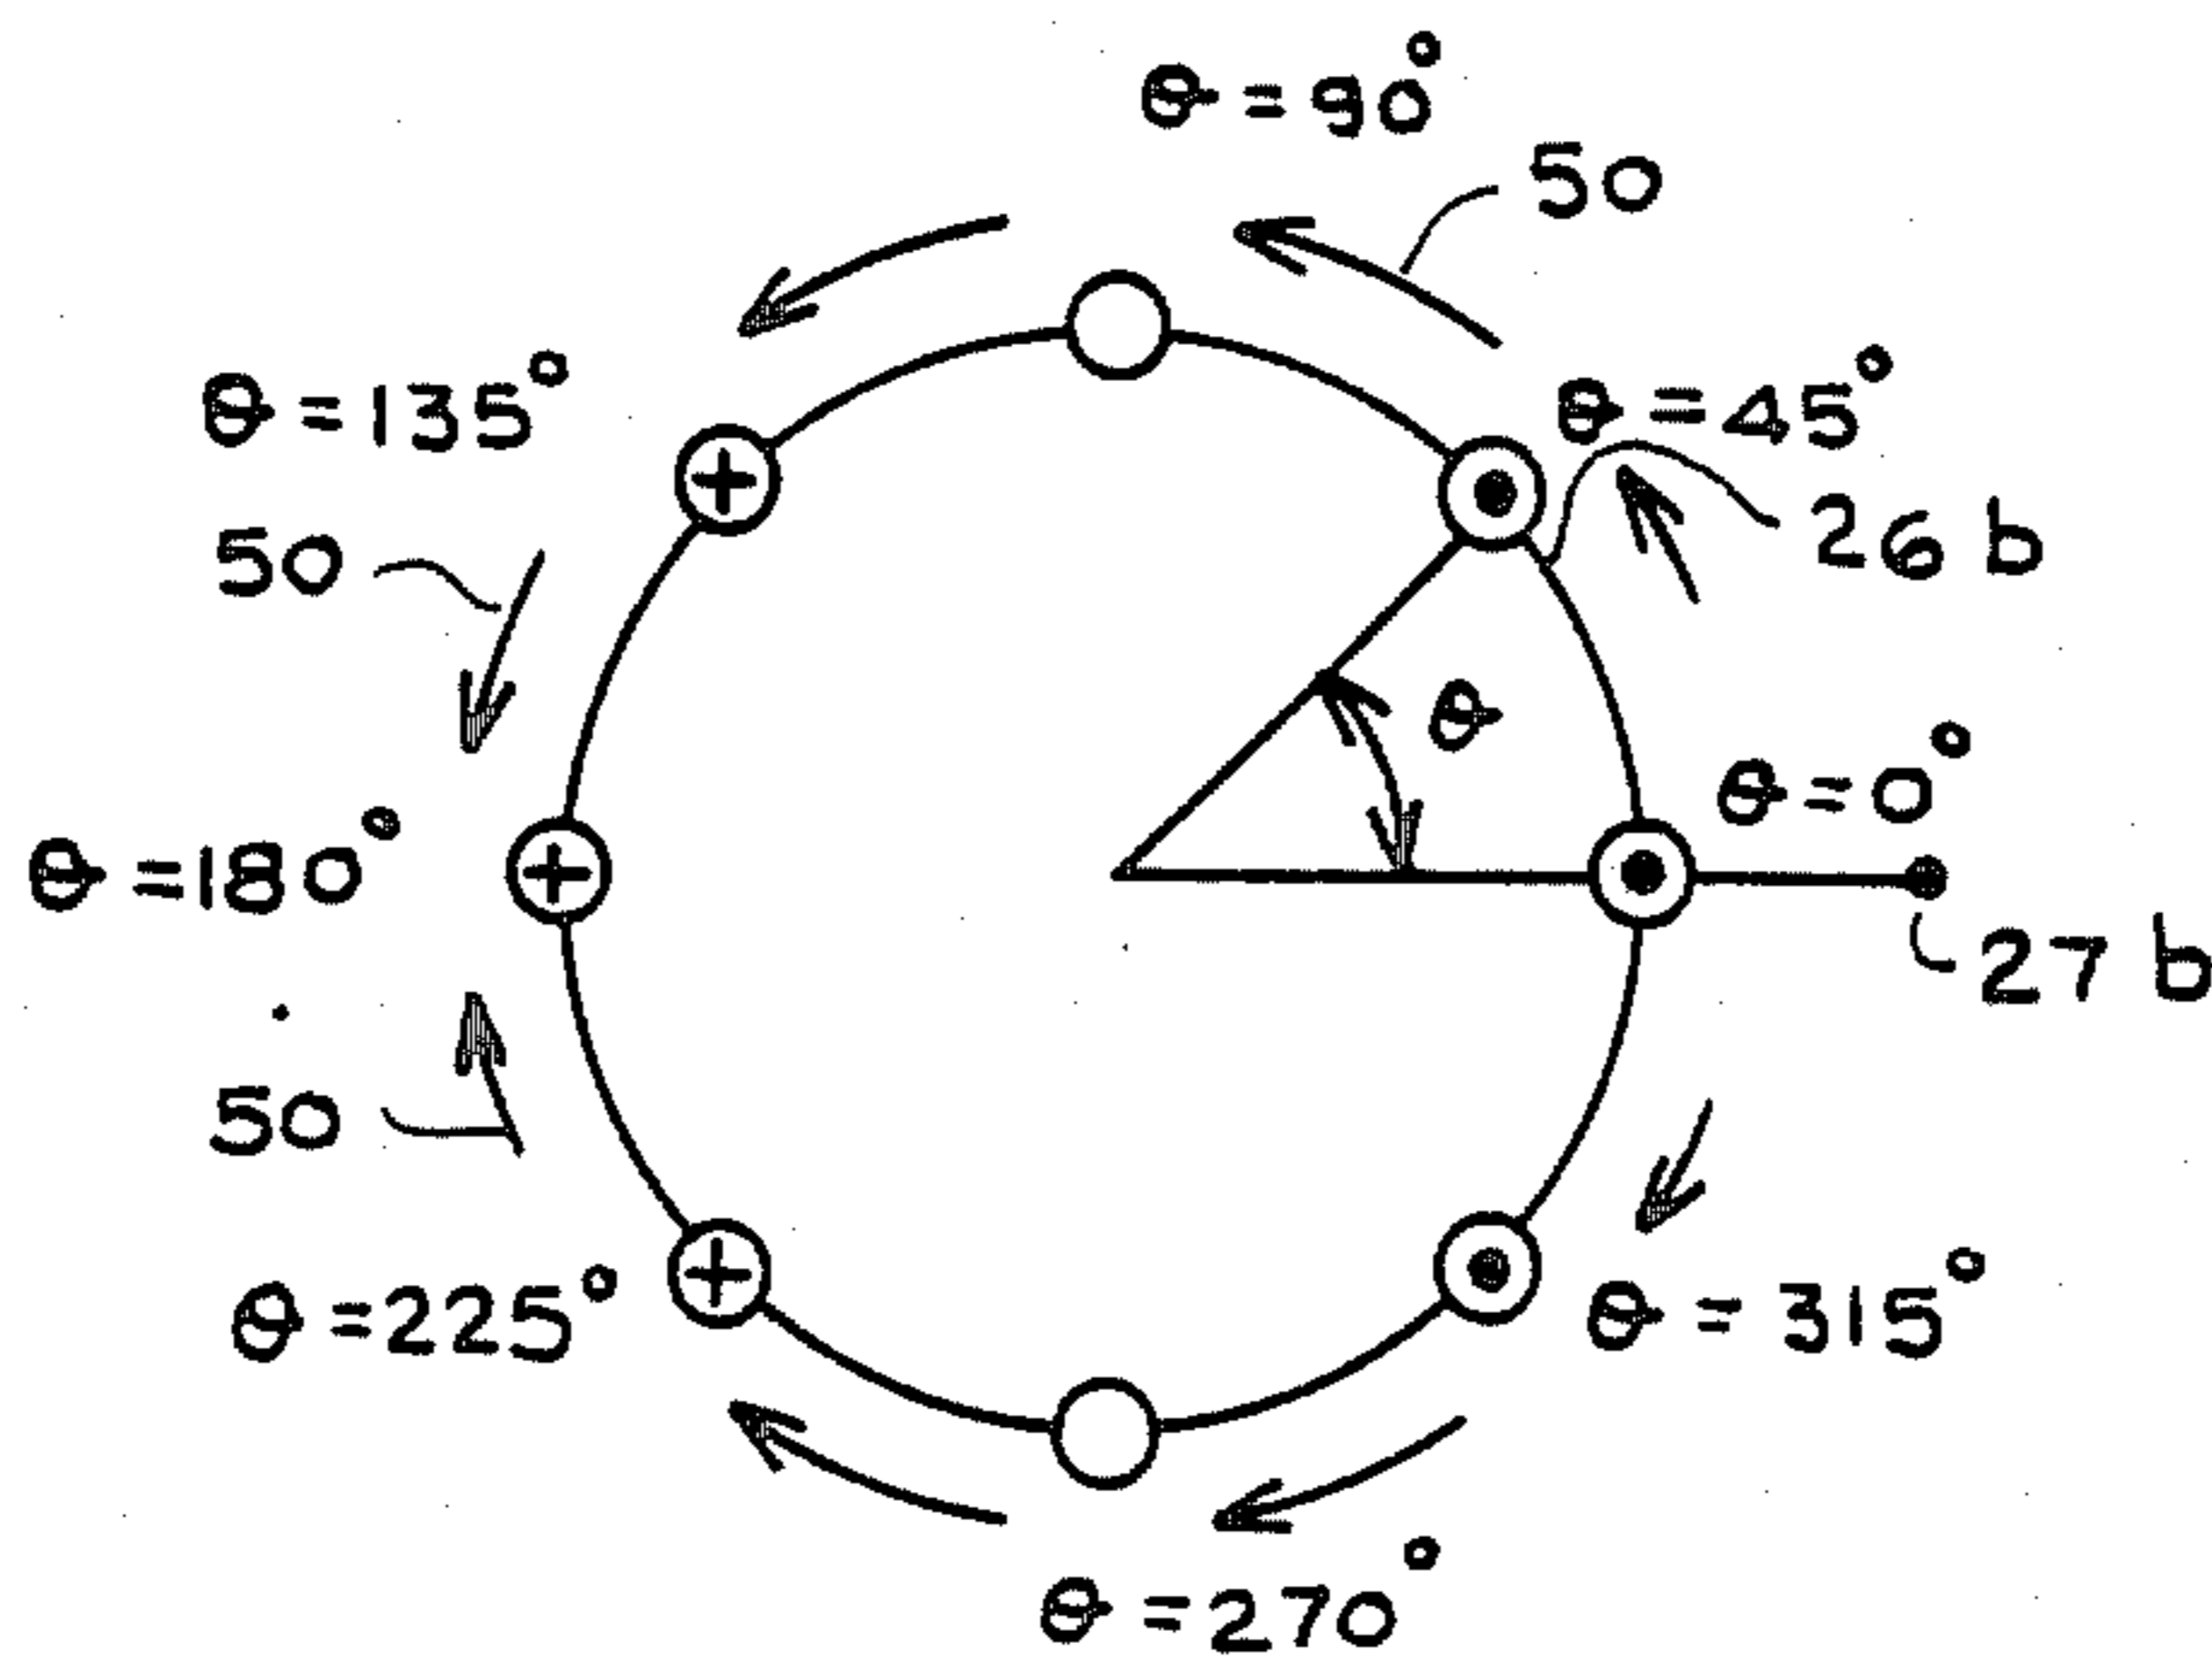 θ = 90°
50
θ = 135°
θ = 45°
50
26 b
θ
θ = 0°
θ = 180°
27 b
50
θ = 225°
θ = 315°
θ = 270°